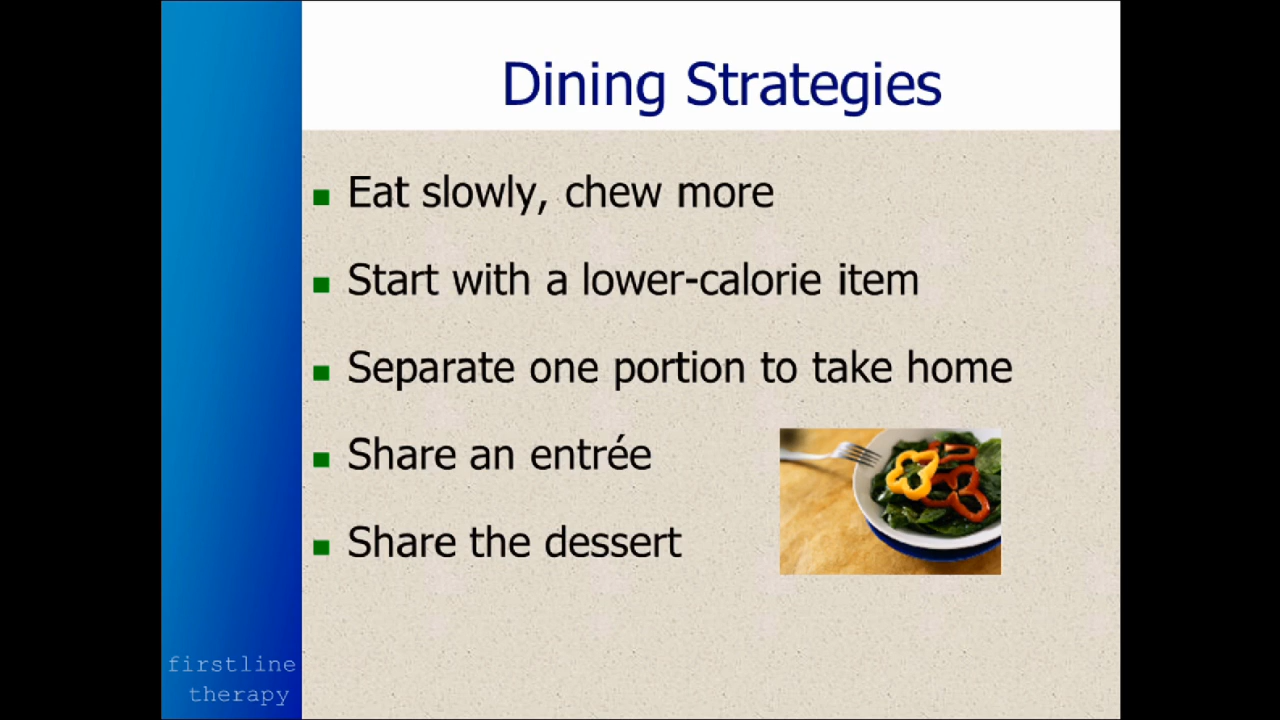 Dining Strategies
Eat slowly, chew more
Start with a lower-calorie item
Separate one portion to take home
Share an entrée
Share the dessert
firstline
therapy